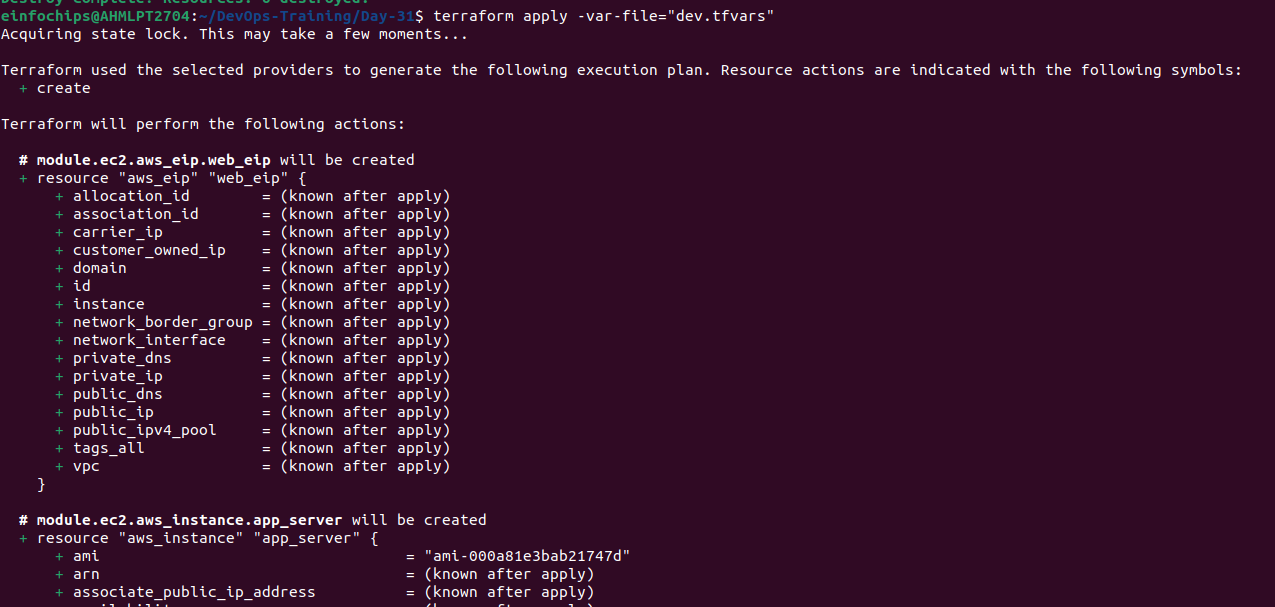 Destroy complete! Resources: 0 destroyed.
einfochips@AHMLPT2704:~/DevOps-Training/Day-31$ terraform apply -var-file="dev.tfvars"
Acquiring state lock. This may take a few moments...
Terraform used the selected providers to generate the following execution plan. Resource actions are indicated with the following symbols:
+ create
Terraform will perform the following actions:
# module.ec2.aws_eip.web_eip will be created
+ resource "aws_eip" "web_eip" {
+ allocation_id = (known after apply)
+ association_id = (known after apply)
+ carrier_ip = (known after apply)
+ customer_owned_ip = (known after apply)
+ domain = (known after apply)
+ id = (known after apply)
+ instance = (known after apply)
+ network_border_group = (known after apply)
+ network_interface = (known after apply)
+ private_dns = (known after apply)
+ private_ip = (known after apply)
+ public_dns = (known after apply)
+ public_ip = (known after apply)
+ public_ipv4_pool = (known after apply)
+ tags_all = (known after apply)
+ vpc = (known after apply)
}
# module.ec2.aws_instance.app_server will be created
+ resource "aws_instance" "app_server" {
+ ami = "ami-000a81e3bab21747d"
+ arn = (known after apply)
+ associate_public_ip_address = (known after apply)